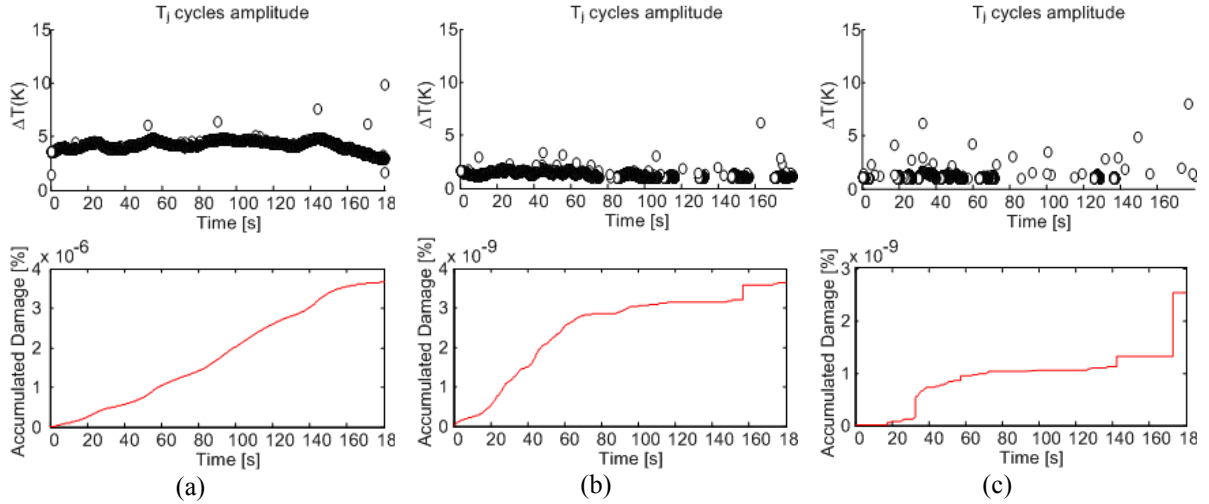 Tj cycles amplitude
15
10
5
0
ΔT(K)
0 20 40 60 80 100 120 140 160 180
Time [s]
x 10-6
4
3
2
1
0
Accumulated Damage [%]
0 20 40 60 80 100 120 140 160 18
Time [s]
(a)
Tj cycles amplitude
15
10
5
0
ΔT(K)
0 20 40 60 80 100 120 140 160
Time [s]
x 10-9
4
3
2
1
0
Accumulated Damage [%]
0 20 40 60 80 100 120 140 160 18
Time [s]
(b)
Tj cycles amplitude
15
10
5
0
ΔT(K)
0 20 40 60 80 100 120 140 160 180
Time [s]
x 10-9
3
2
1
0
Accumulated Damage [%]
0 20 40 60 80 100 120 140 160 18
Time [s]
(c)